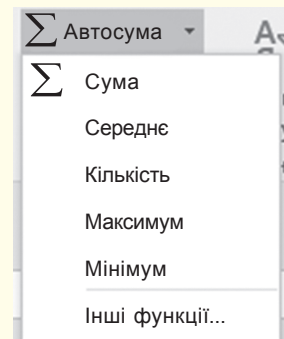 ∑ Автосума
∑ Сума
Середнє
Кількість
Максимум
Мінімум
Інші функції...